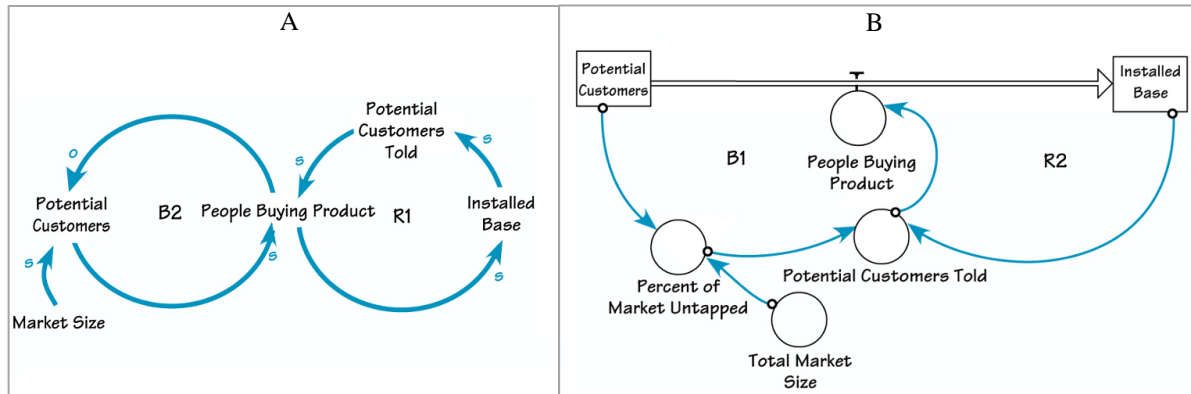 A
Potential
Customers
Told
s
s
o
Potential
Customers
B2
People Buying Product
R1
Installed
Base
s
s
s
Market Size
B
Potential
Customers
Installed
Base
B1
People Buying
Product
R2
Potential Customers Told
Percent of
Market Untapped
Total Market
Size